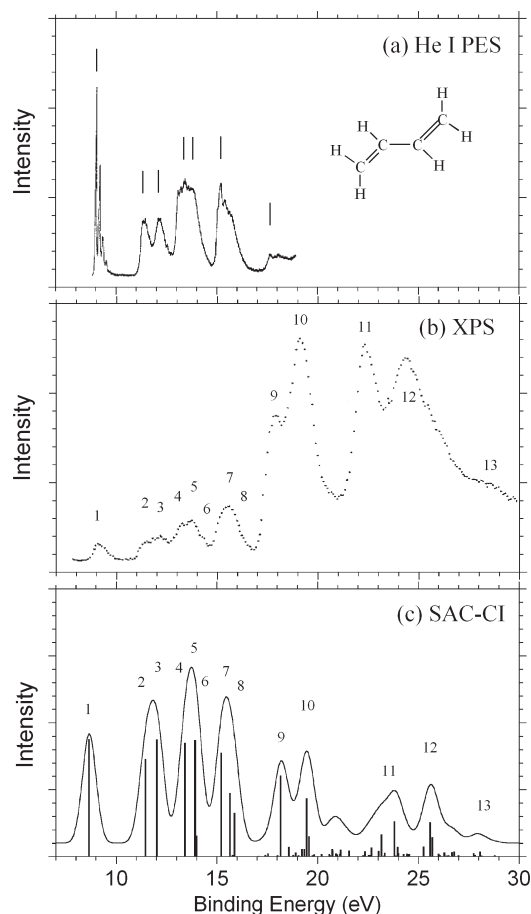 (a) He I PES
Intensity
H
H
C
H
C
C
H
C
H
H
(b) XPS
Intensity
1
2
3
4
5
6
7
8
9
10
11
12
13
(c) SAC-CI
Intensity
1
2
3
4
5
6
7
8
9
10
11
12
13
10 15 20 25 30
Binding Energy (eV)